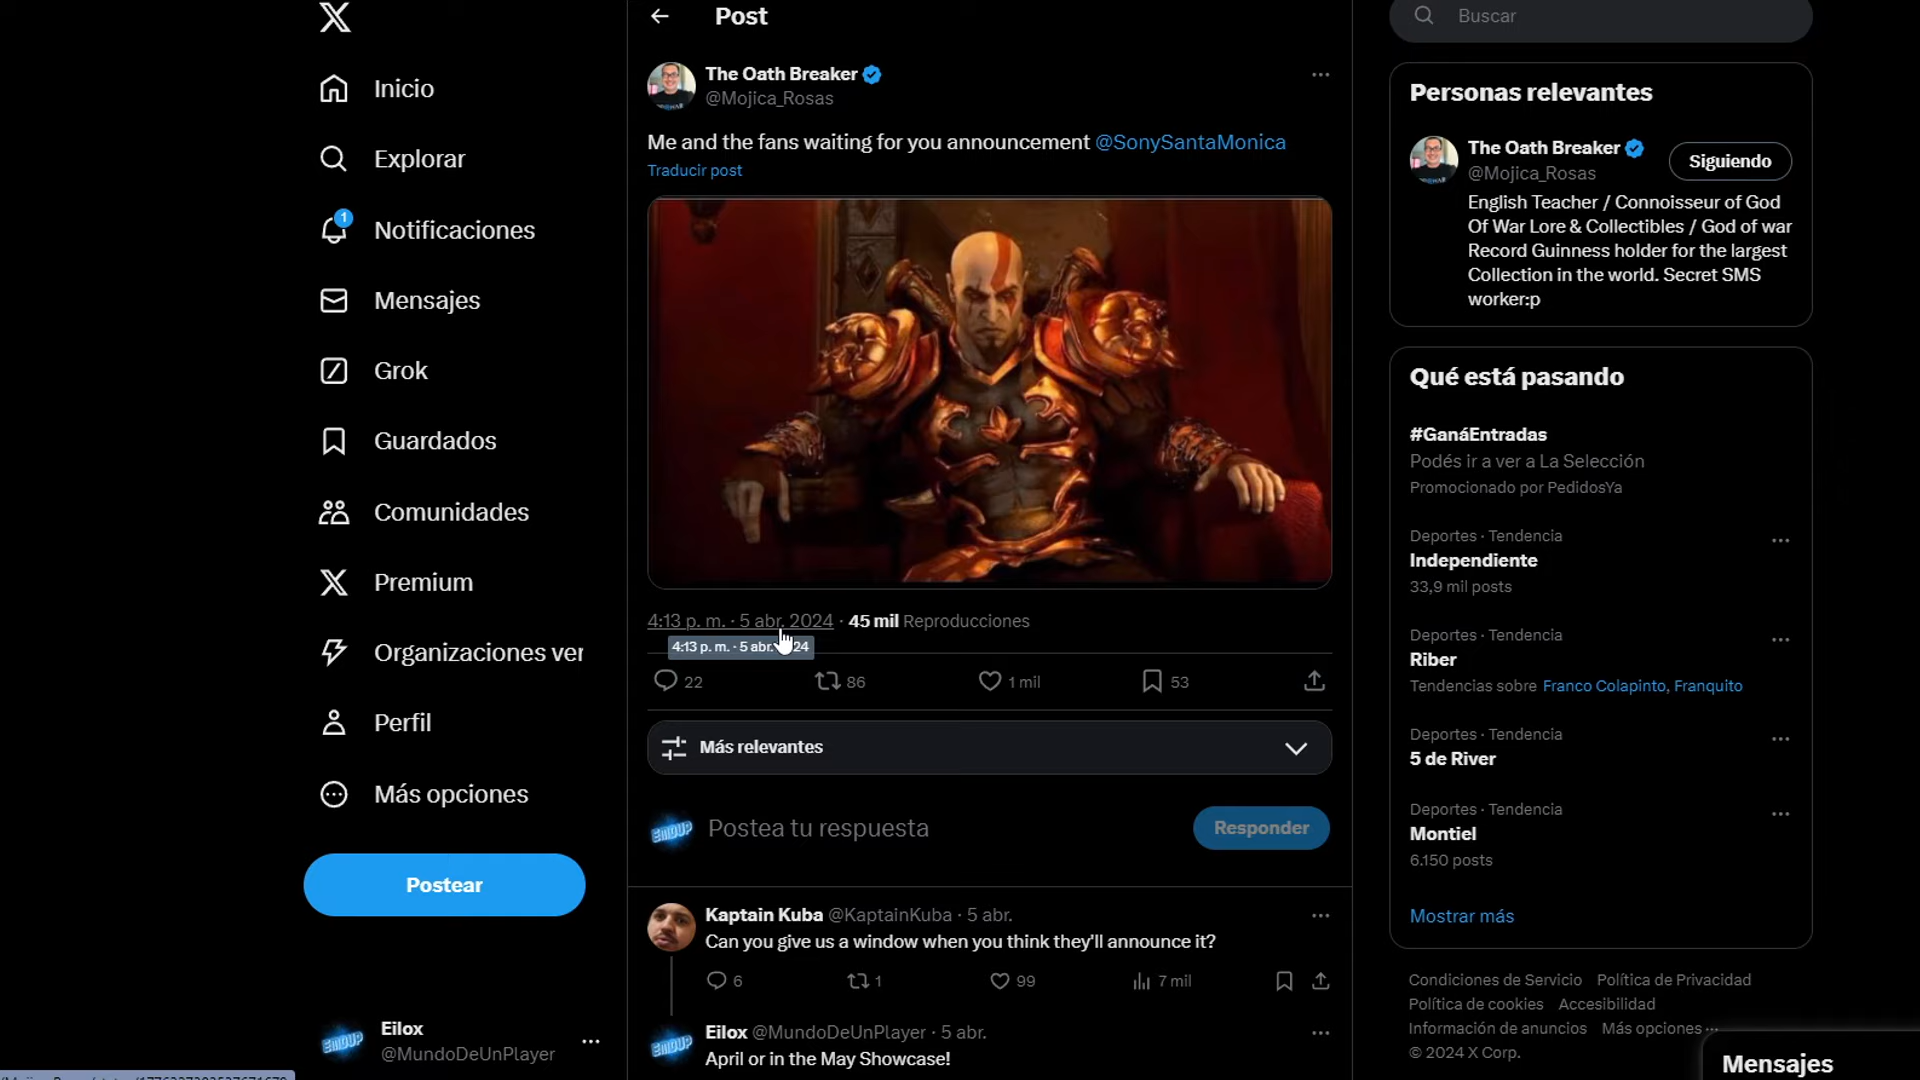 Inicio
Explorar
1
Notificaciones
Mensajes
Grok
Guardados
Comunidades
Premium
Organizaciones ver
Perfil
Más opciones
Postear
Eilox
@MundoDeUnPlayer
Post
The Oath Breaker
@Mojica_Rosas
Me and the fans waiting for you announcement @SonySantaMonica
Traducir post
4:13 p. m. · 5 abr. 2024 · 45 mil Reproducciones
4:13 p. m. · 5 abr. 24
22 86 1 mil 53
Más relevantes
EMDUP Postea tu respuesta Responder
Kaptain Kuba @KaptainKuba · 5 abr.
Can you give us a window when you think they'll announce it?
6 1 99 7 mil
Eilox @MundoDeUnPlayer · 5 abr.
April or in the May Showcase!
Buscar
Personas relevantes
The Oath Breaker
@Mojica_Rosas
Siguiendo
English Teacher / Connoisseur of God
Of War Lore & Collectibles / God of war
Record Guinness holder for the largest
Collection in the world. Secret SMS
worker:p
Qué está pasando
#GanáEntradas
Podés ir a ver a La Selección
Promocionado por PedidosYa
Deportes · Tendencia
Independiente
33,9 mil posts
Deportes · Tendencia
Riber
Tendencias sobre Franco Colapinto, Franquito
Deportes · Tendencia
5 de River
Deportes · Tendencia
Montiel
6.150 posts
Mostrar más
Condiciones de Servicio Política de Privacidad
Política de cookies Accesibilidad
Información de anuncios Más opciones ···
© 2024 X Corp.
Mensajes